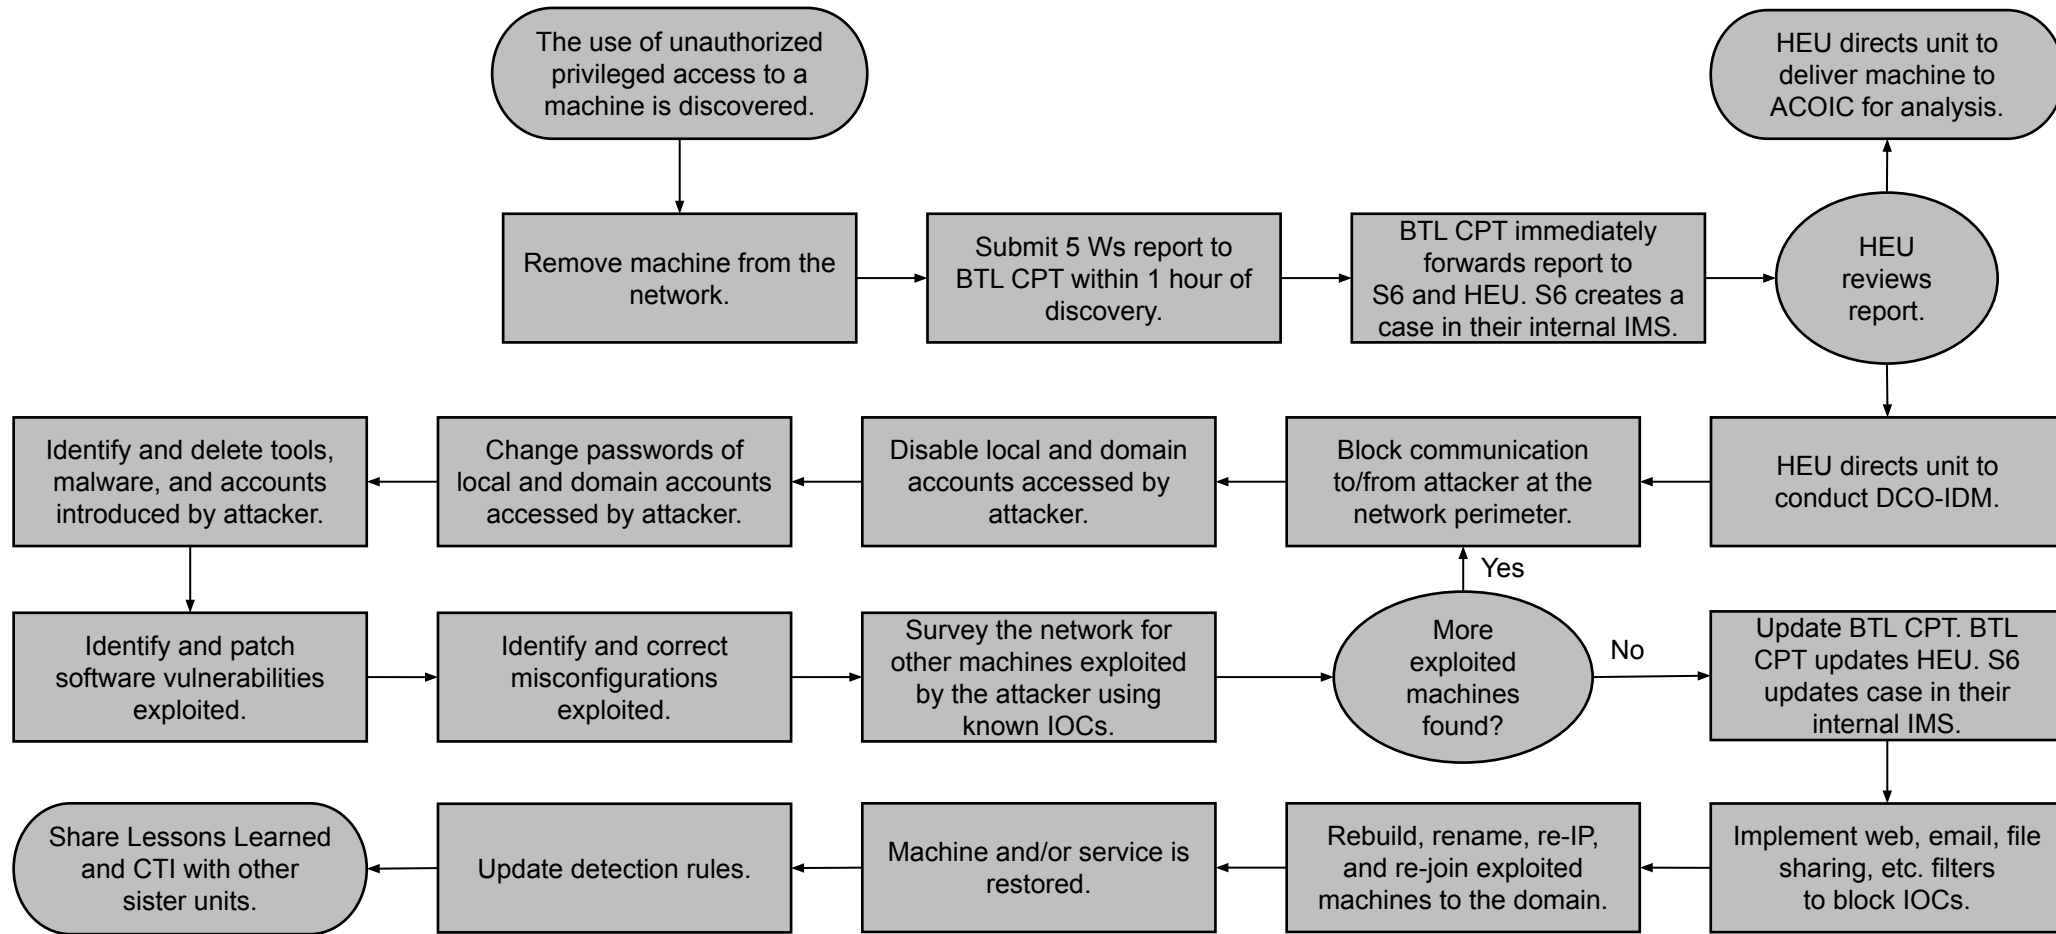 The use of unauthorized
privileged access to a
machine is discovered.
HEU directs unit to
deliver machine to
ACOIC for analysis.
Remove machine from the
network.
Submit 5 Ws report to
BTL CPT within 1 hour of
discovery.
BTL CPT immediately
forwards report to
S6 and HEU. S6 creates a
case in their internal IMS.
HEU
reviews
report.
Identify and delete tools,
malware, and accounts
introduced by attacker.
Change passwords of
local and domain accounts
accessed by attacker.
Disable local and domain
accounts accessed by
attacker.
Block communication
to/from attacker at the
network perimeter.
HEU directs unit to
conduct DCO-IDM.
Yes
Identify and patch
software vulnerabilities
exploited.
Identify and correct
misconfigurations
exploited.
Survey the network for
other machines exploited
by the attacker using
known IOCs.
More
exploited
machines
found?
No
Update BTL CPT. BTL
CPT updates HEU. S6
updates case in their
internal IMS.
Share Lessons Learned
and CTI with other
sister units.
Update detection rules.
Machine and/or service is
restored.
Rebuild, rename, re-IP,
and re-join exploited
machines to the domain.
Implement web, email, file
sharing, etc. filters
to block IOCs.